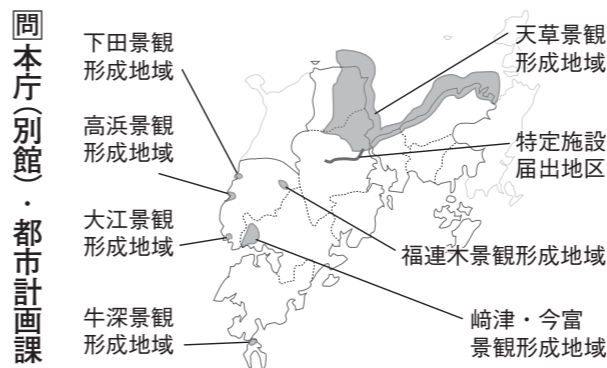 問本庁(別館)・都市計画課
下田景観
形成地域
高浜景観
形成地域
大江景観
形成地域
牛深景観
形成地域
天草景観
形成地域
特定施設
届出地区
福連木景観形成地域
﨑津・今富
景観形成地域